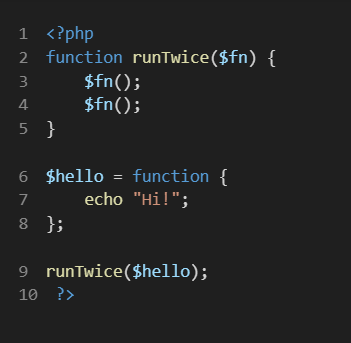 1 <?php
2 function runTwice($fn) {
3     $fn();
4     $fn();
5 }
6 $hello = function {
7     echo "Hi!";
8 };
9 runTwice($hello);
10  ?>